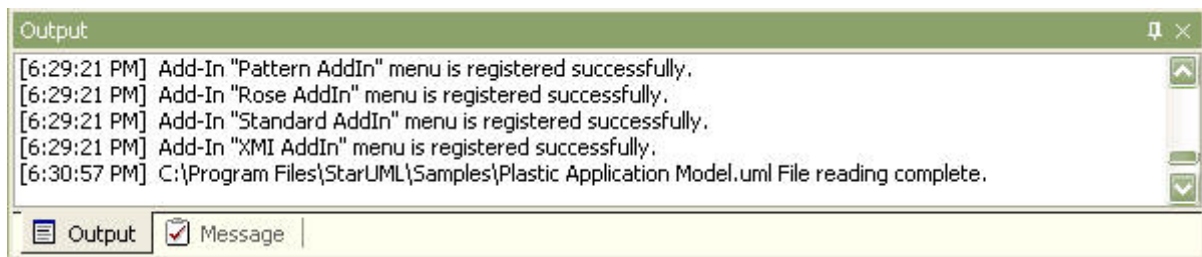 Output
[6:29:21 PM] Add-In "Pattern AddIn" menu is registered successfully.
[6:29:21 PM] Add-In "Rose AddIn" menu is registered successfully.
[6:29:21 PM] Add-In "Standard AddIn" menu is registered successfully.
[6:29:21 PM] Add-In "XMI AddIn" menu is registered successfully.
[6:30:57 PM] C:\Program Files\StarUML\Samples\Plastic Application Model.uml File reading complete.
Output Message